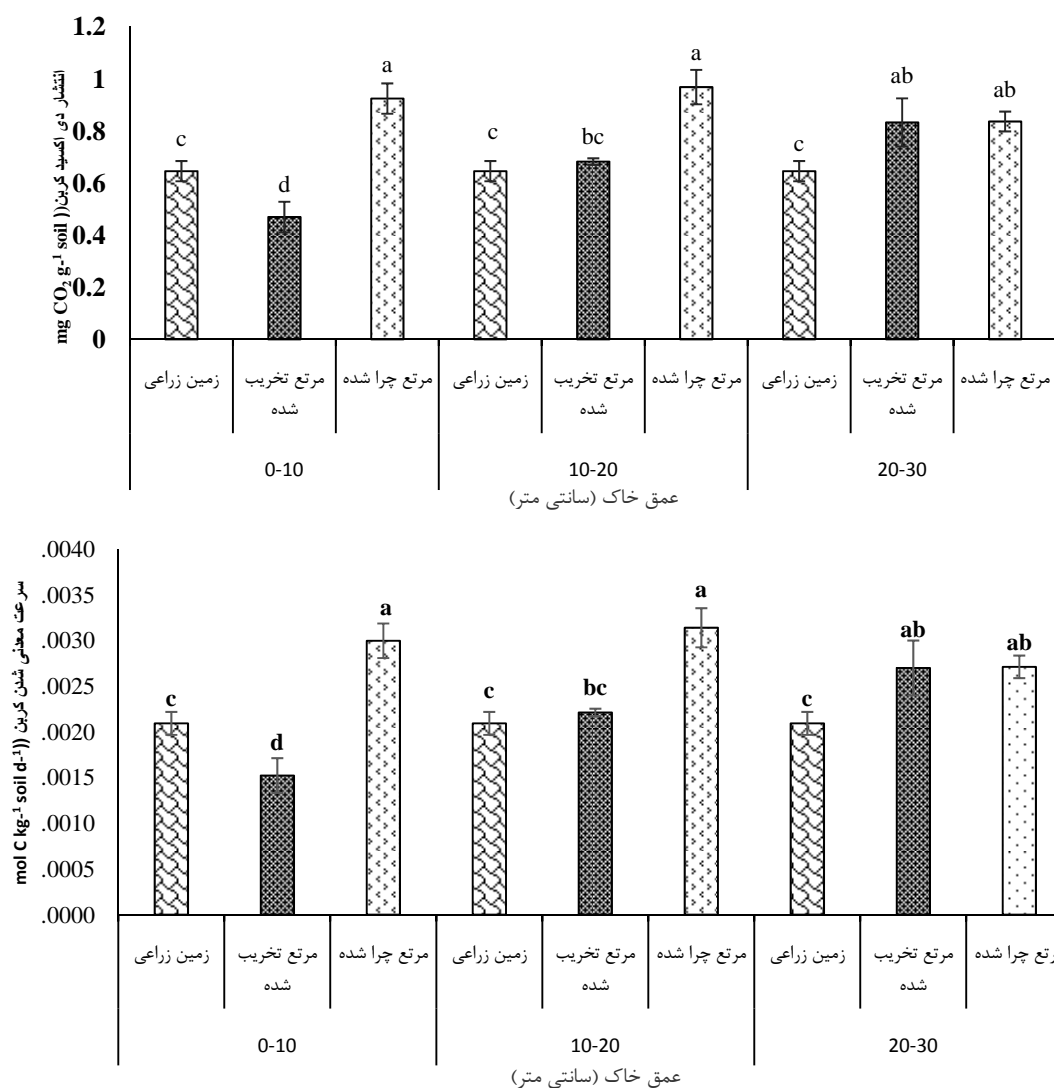 انتشار دی اکسید کربن((
mg CO₂ g-¹ soil )
1.2
1
0.8
0.6
0.4
0.2
0
c
d
a
c
bc
a
c
ab
ab
زمین زراعی
مرتع تخریب
شده
مرتع چرا شده
زمین زراعی
مرتع تخریب
شده
مرتع چرا شده
زمین زراعی
مرتع تخریب
شده
مرتع چرا شده
0-10
10-20
20-30
عمق خاک (سانتی متر)
سرعت معدنی شدن کربن ((
mol C kg-¹ soil d-¹)
.0040
.0035
.0030
.0025
.0020
.0015
.0010
.0005
.0000
c
d
a
c
bc
a
c
ab
ab
زمین زراعی
مرتع تخریب
شده
مرتع چرا شده
زمین زراعی
مرتع تخریب
شده
مرتع چرا شده
زمین زراعی
مرتع تخریب
شده
مرتع چرا شده
0-10
10-20
20-30
عمق خاک (سانتی متر)